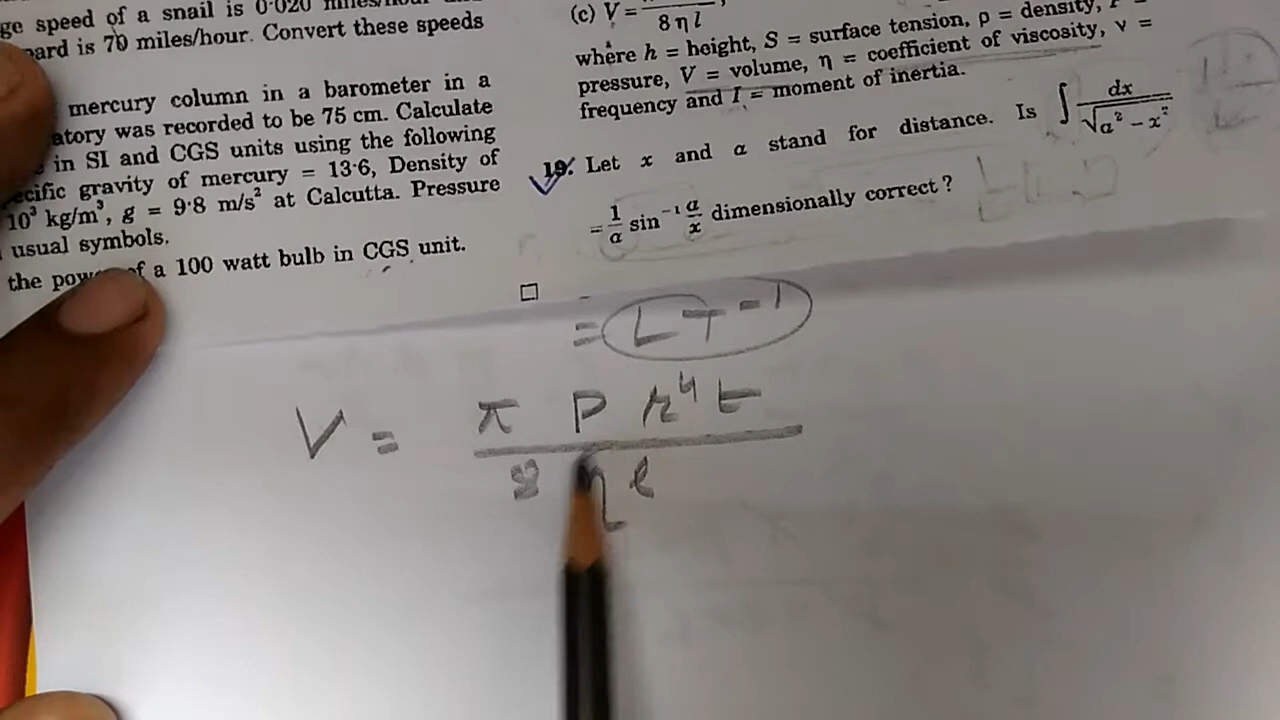 ge speed of a snail is 0·020 miles/hour
ard is 70 miles/hour. Convert these speeds
mercury column in a barometer in a
atory was recorded to be 75 cm. Calculate
in SI and CGS units using the following
ecific gravity of mercury = 13·6, Density of
10³ kg/m³, g = 9·8 m/s² at Calcutta. Pressure
usual symbols.
the power of a 100 watt bulb in CGS unit.
(c) V = / 8 η l ,
where h = height, S = surface tension, ρ = density,
pressure, V = volume, η = coefficient of viscosity, ν =
frequency and I = moment of inertia.
19. Let x and a stand for distance. Is ∫ dx / √a² − x²
= 1/a sin⁻¹ a/x dimensionally correct ?
= LT⁻¹
V = π P r⁴ t / 8 η l